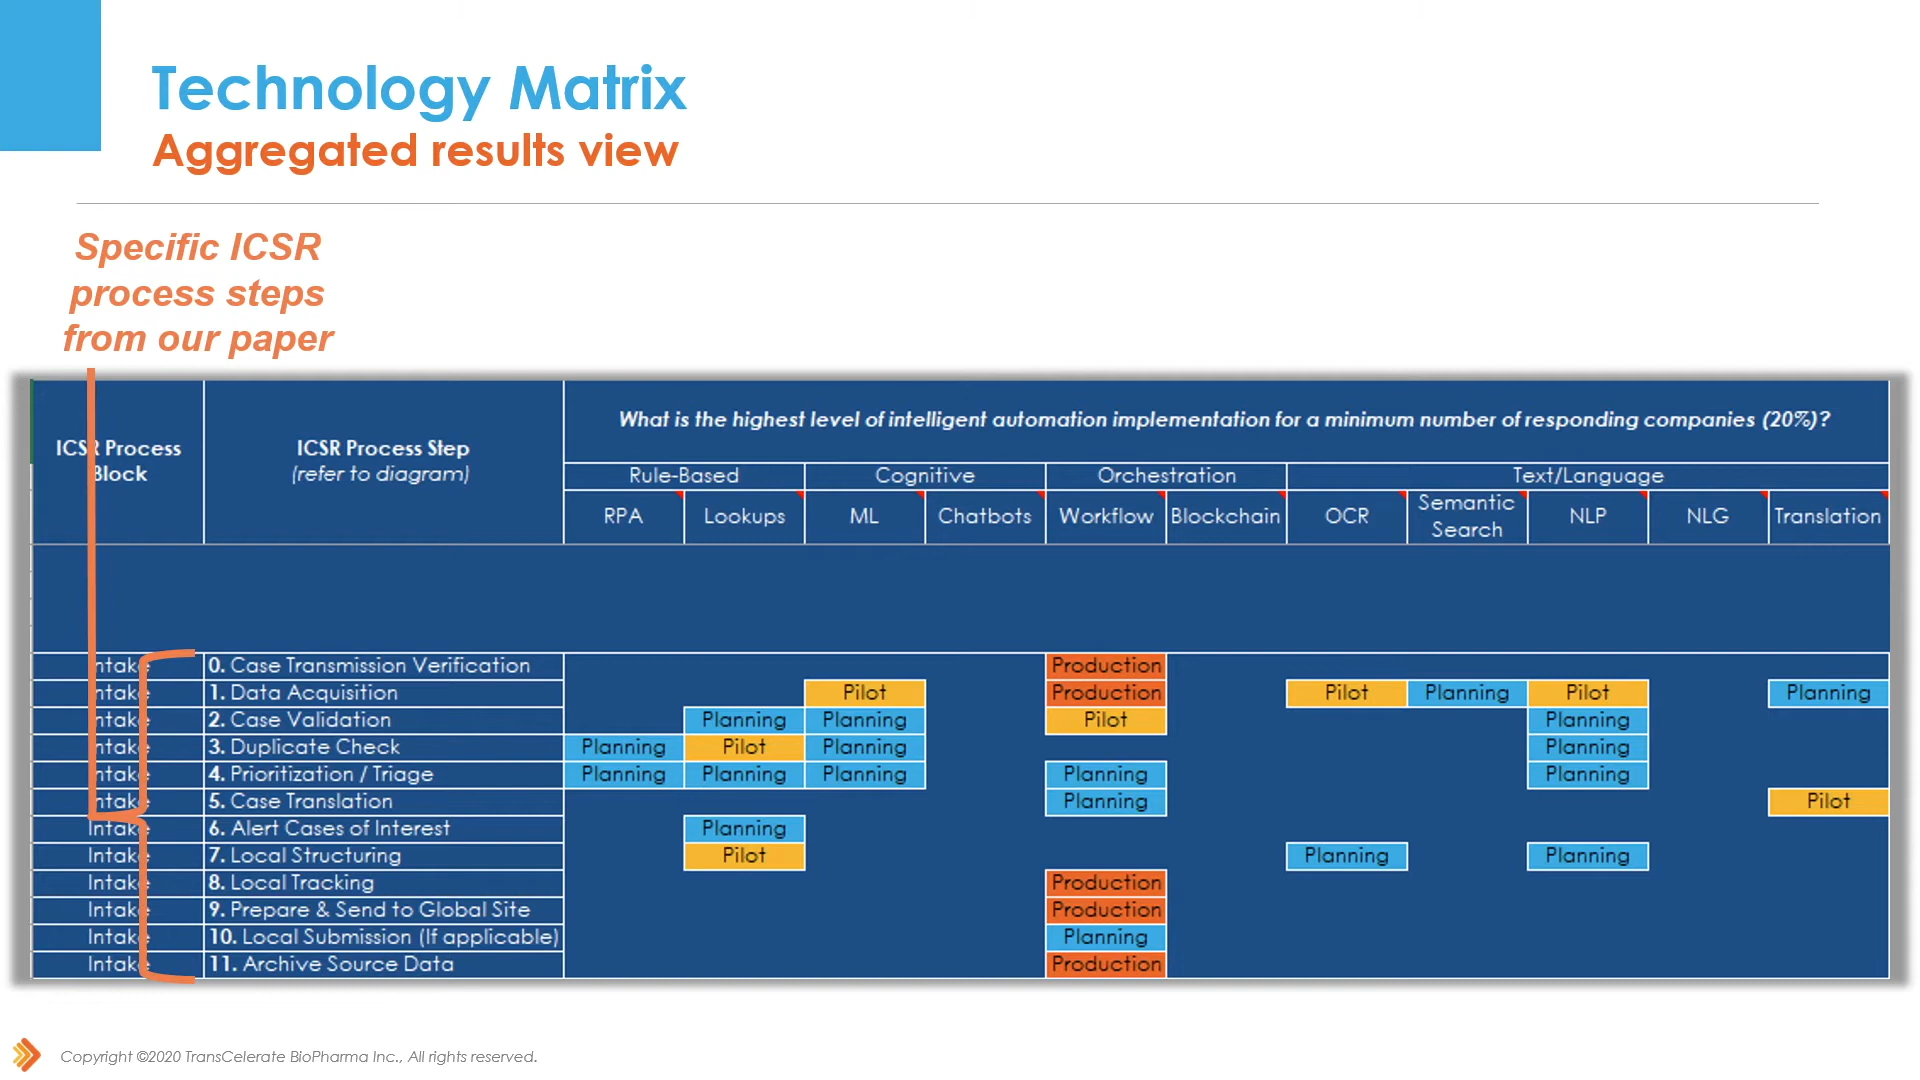 Technology Matrix
Aggregated results view
Specific ICSR
process steps
from our paper
ICSR Process
Block
ICSR Process Step
(refer to diagram)
What is the highest level of intelligent automation implementation for a minimum number of responding companies (20%)?
Rule-Based Cognitive Orchestration Text/Language
RPA Lookups ML Chatbots Workflow Blockchain OCR Semantic Search NLP NLG Translation
Intake 0. Case Transmission Verification Production
Intake 1. Data Acquisition Pilot Production Pilot Planning Pilot Planning
Intake 2. Case Validation Planning Planning Pilot Planning
Intake 3. Duplicate Check Planning Pilot Planning Planning
Intake 4. Prioritization / Triage Planning Planning Planning Planning Planning
Intake 5. Case Translation Planning Pilot
Intake 6. Alert Cases of Interest Planning
Intake 7. Local Structuring Pilot Planning Planning
Intake 8. Local Tracking Production
Intake 9. Prepare & Send to Global Site Production
Intake 10. Local Submission (If applicable) Planning
Intake 11. Archive Source Data Production
Copyright ©2020 TransCelerate BioPharma Inc., All rights reserved.